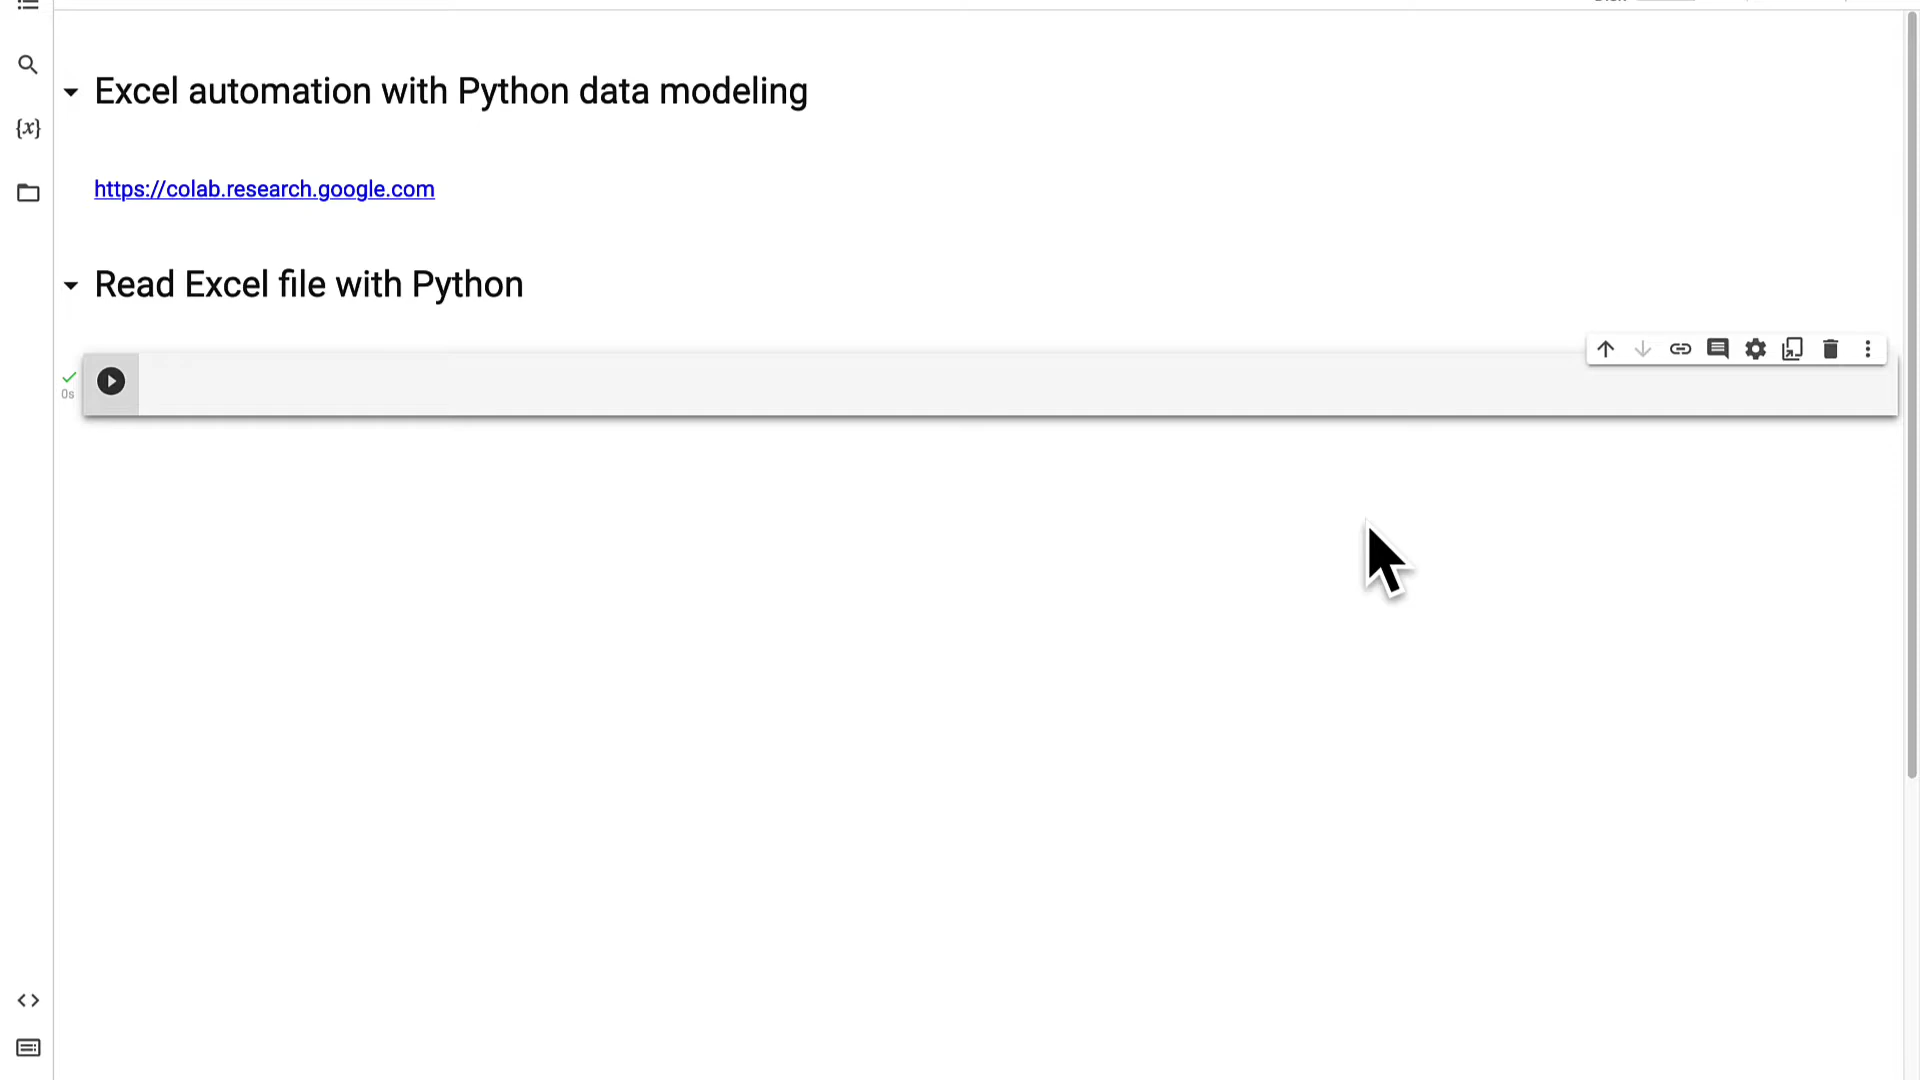 Excel automation with Python data modeling
{x}
https://colab.research.google.com
Read Excel file with Python
0s